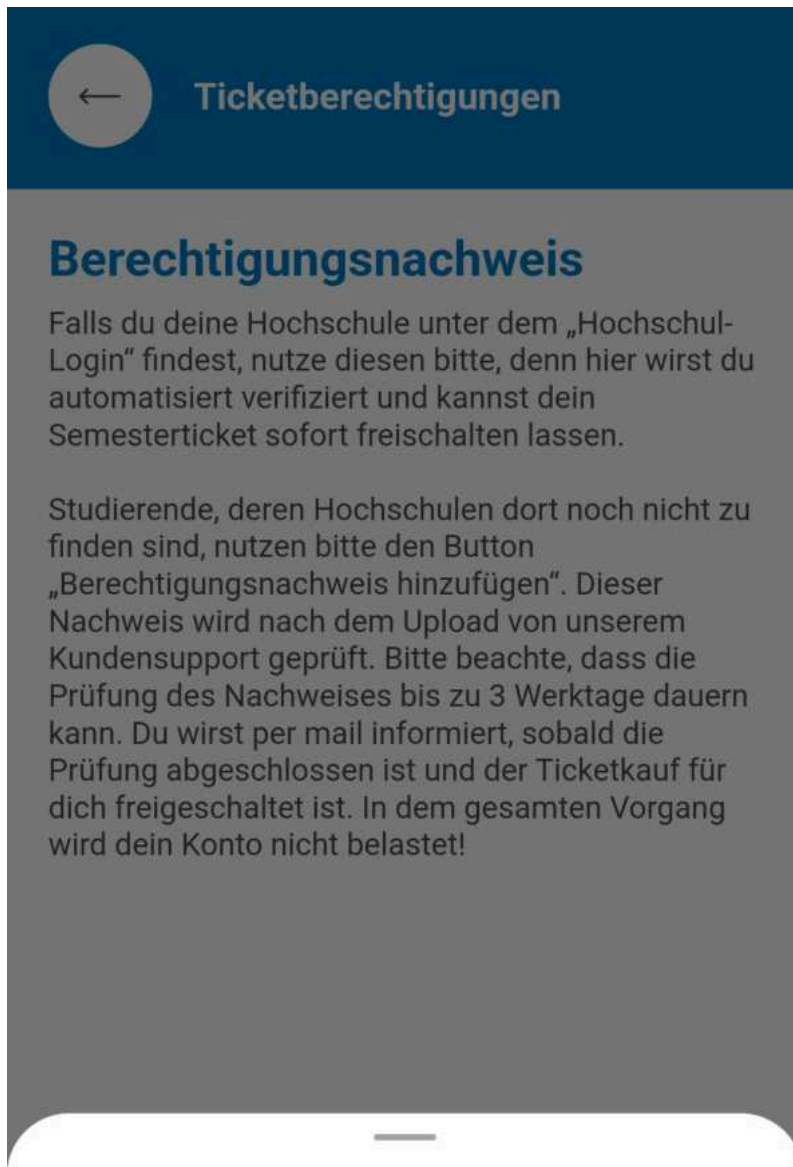 Ticketberechtigungen
Berechtigungsnachweis
Falls du deine Hochschule unter dem „Hochschul-
Login“ findest, nutze diesen bitte, denn hier wirst du
automatisiert verifiziert und kannst dein
Semesterticket sofort freischalten lassen.
Studierende, deren Hochschulen dort noch nicht zu
finden sind, nutzen bitte den Button
„Berechtigungsnachweis hinzufügen“. Dieser
Nachweis wird nach dem Upload von unserem
Kundensupport geprüft. Bitte beachte, dass die
Prüfung des Nachweises bis zu 3 Werktage dauern
kann. Du wirst per mail informiert, sobald die
Prüfung abgeschlossen ist und der Ticketkauf für
dich freigeschaltet ist. In dem gesamten Vorgang
wird dein Konto nicht belastet!